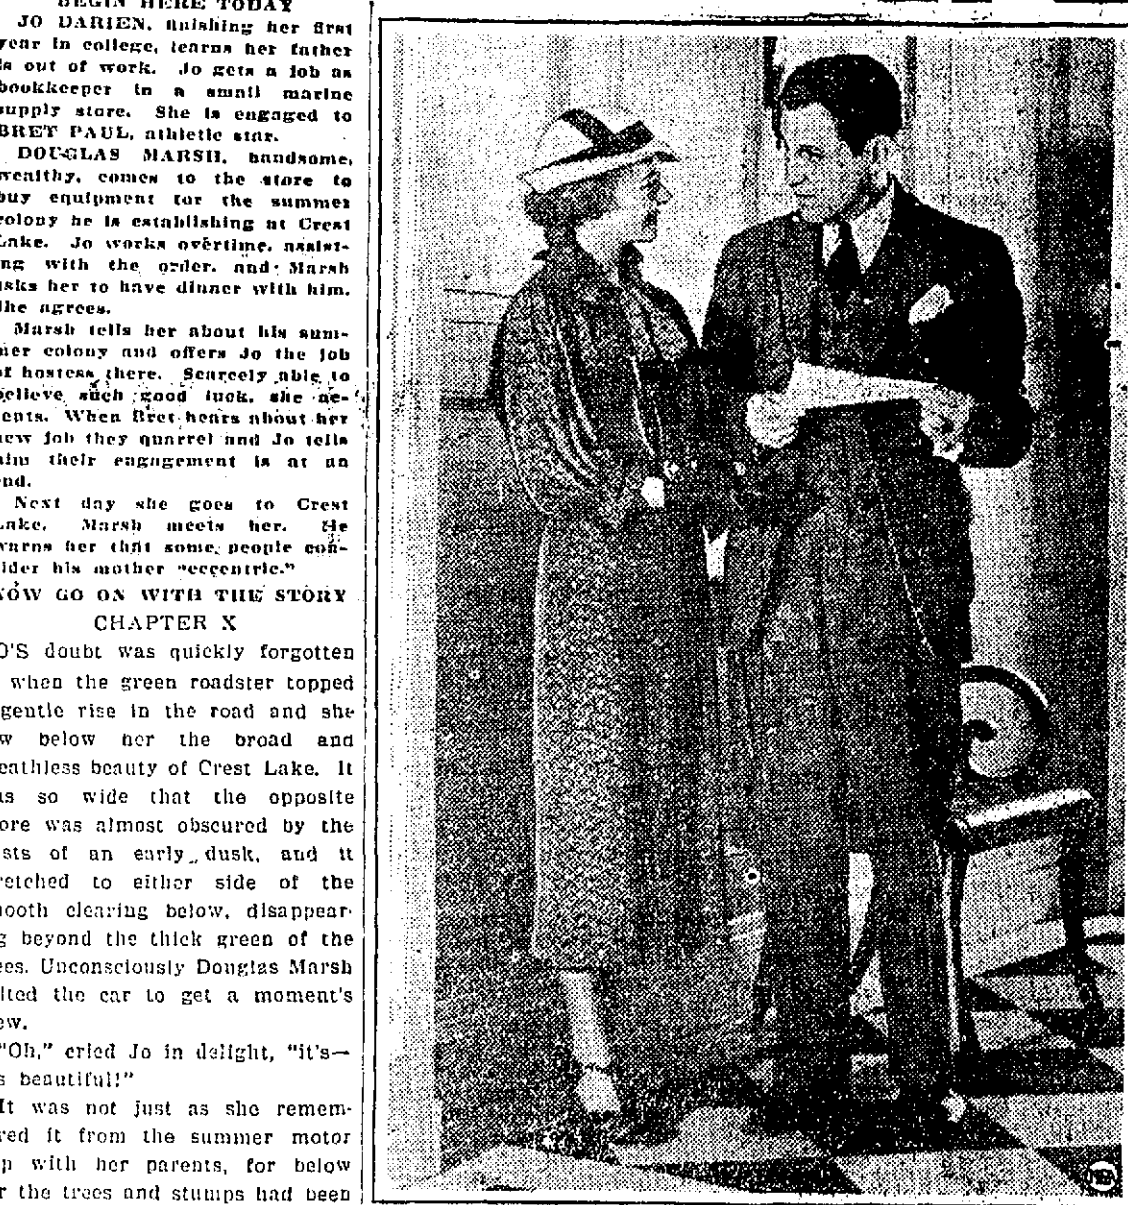 BEGIN HERE TODAY
JO DARIEN, finishing her first
year in college, learns her father
is out of work. Jo gets a job as
bookkeeper in a small marine
supply store. She is engaged to
BRET PAUL, athletic star.
DOUGLAS MARSH, handsome,
wealthy, comes to the store to
buy equipment for the summer
colony he is establishing at Crest
Lake. Jo works overtime, assist-
ing with the order, and Marsh
asks her to have dinner with him.
She agrees.
Marsh tells her about his sum-
mer colony and offers Jo the job
of hostess there. Scarcely able to
believe such good luck, she ac-
cepts. When Bret hears about her
new job they quarrel and Jo tells
him their engagement is at an
end.
Next day she goes to Crest
Lake. Marsh meets her. He
warns her that some people con-
sider his mother "eccentric."
NOW GO ON WITH THE STORY
CHAPTER X
O'S doubt was quickly forgotten
when the green roadster topped
gentle rise in the road and she
w below her the broad and
eathless beauty of Crest Lake. It
as so wide that the opposite
ore was almost obscured by the
ists of an early dusk, and it
retched to either side of the
mooth clearing below, disappear-
g beyond the thick green of the
ees. Unconsciously Douglas Marsh
lted the car to get a moment's
ew.
"Oh," cried Jo in delight, "it's—
s beautiful!"
It was not just as she remem-
red it from the summer motor
p with her parents, for below
r the trees and stumps had been
NEA